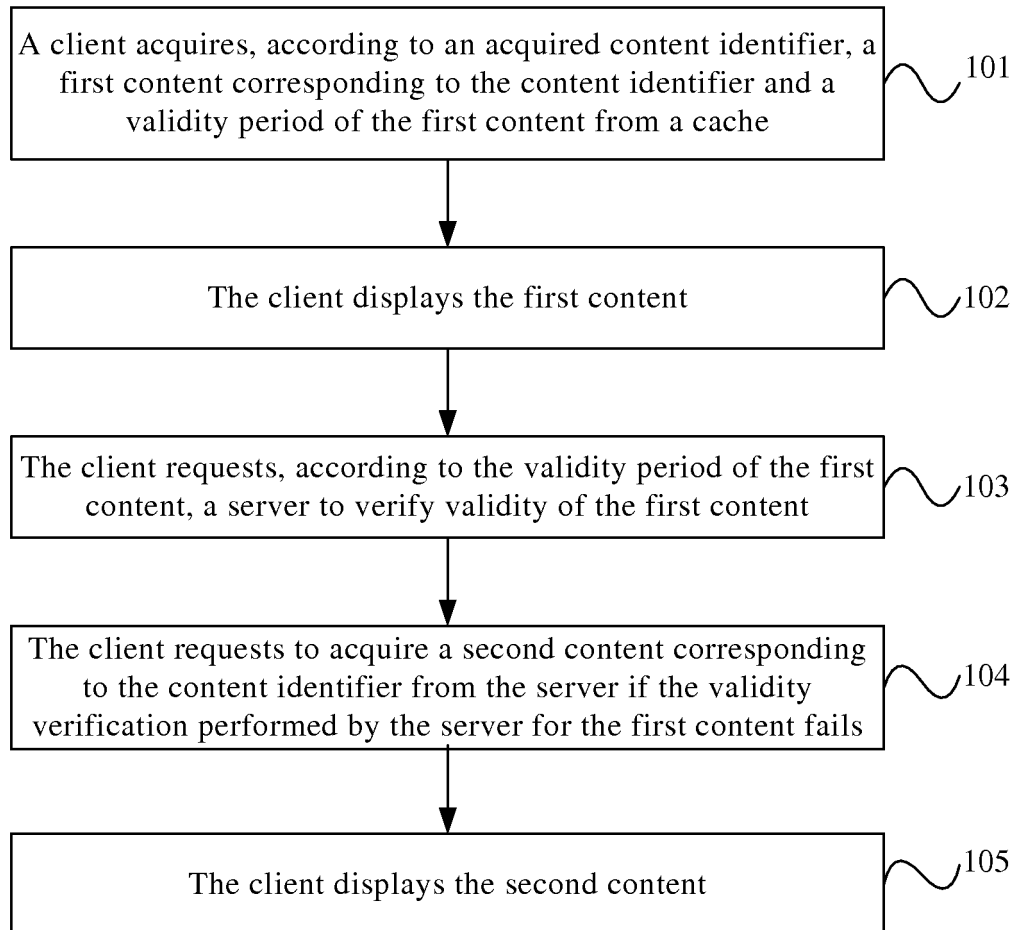 A client acquires, according to an acquired content identifier, a
first content corresponding to the content identifier and a
validity period of the first content from a cache
101
The client displays the first content
102
The client requests, according to the validity period of the first
content, a server to verify validity of the first content
103
The client requests to acquire a second content corresponding
to the content identifier from the server if the validity
verification performed by the server for the first content fails
104
The client displays the second content
105